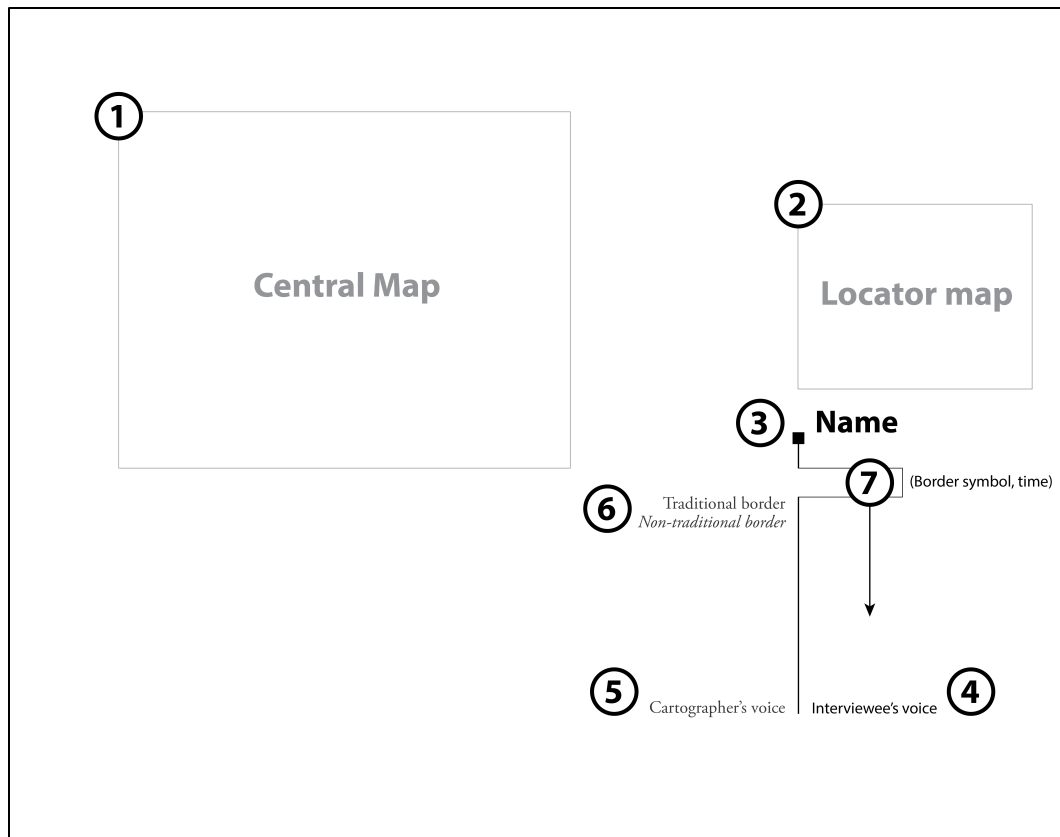 1
Central Map
2
Locator map
3
Name
7
(Border symbol, time)
6
Traditional border
Non-traditional border
5
Cartographer’s voice
Interviewee’s voice
4